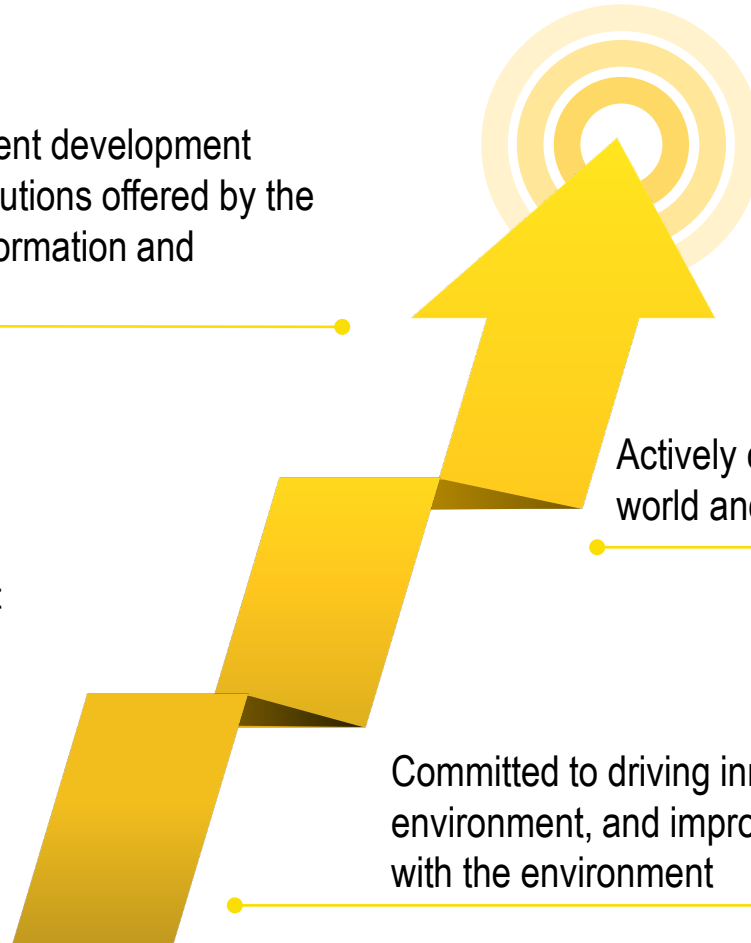 ent development
utions offered by the
ormation and
Actively
world an
Committed to driving in
environment, and impro
with the environment